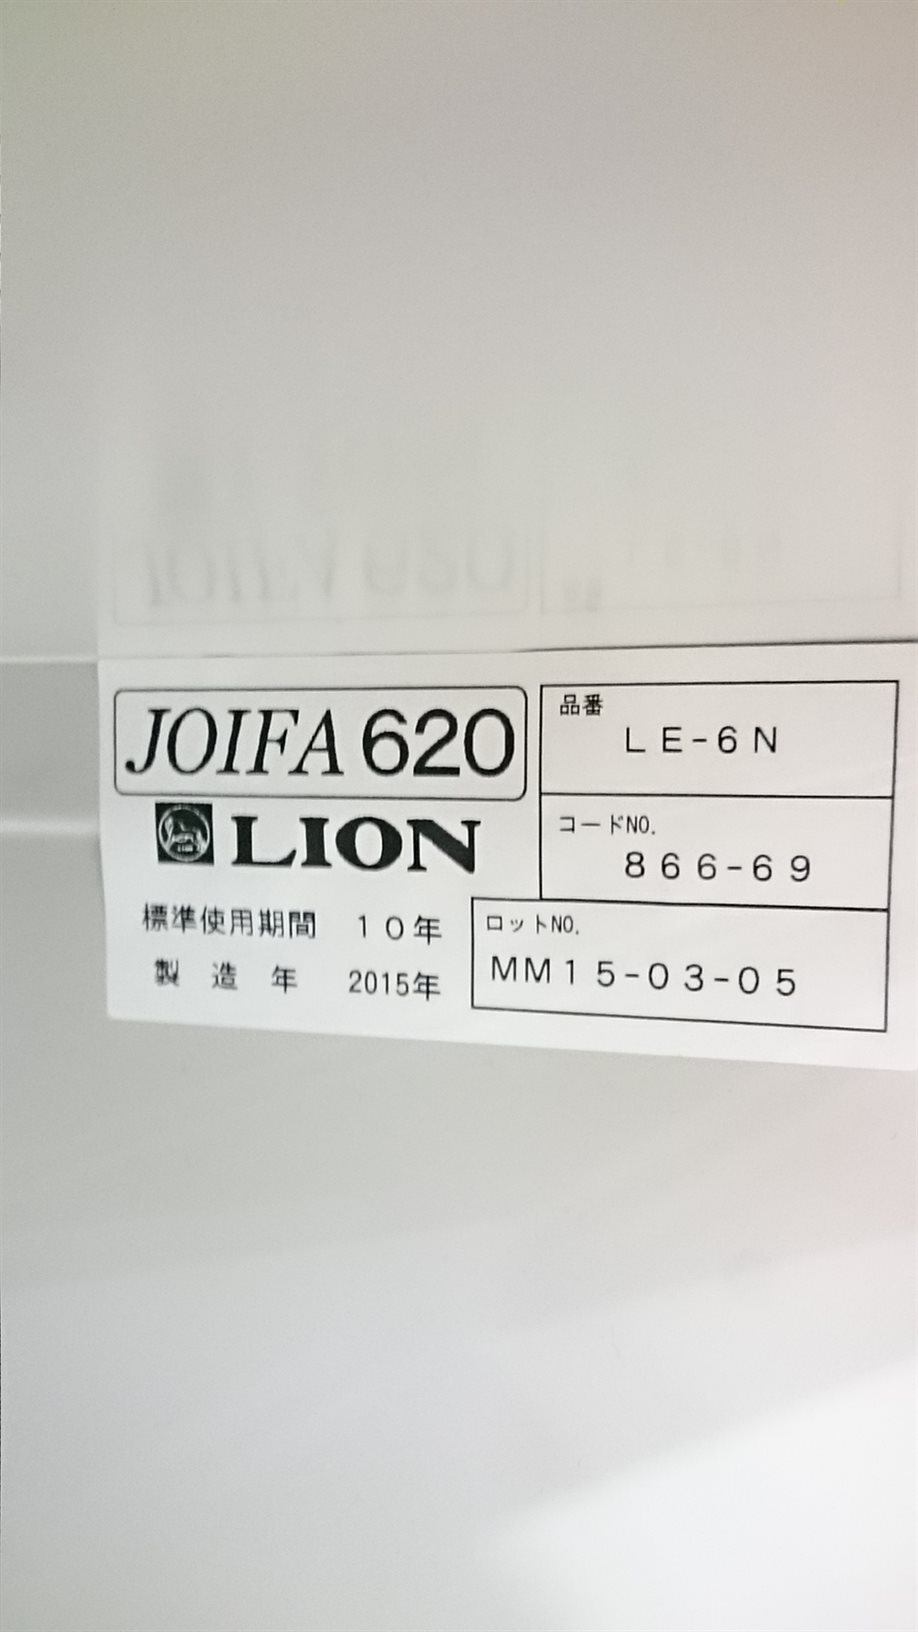 JOIFA 620
LION
標準使用期間 10年
製造年 2015年
品番
LE-6N
コードNO.
866-69
ロットNO.
MM15-03-05